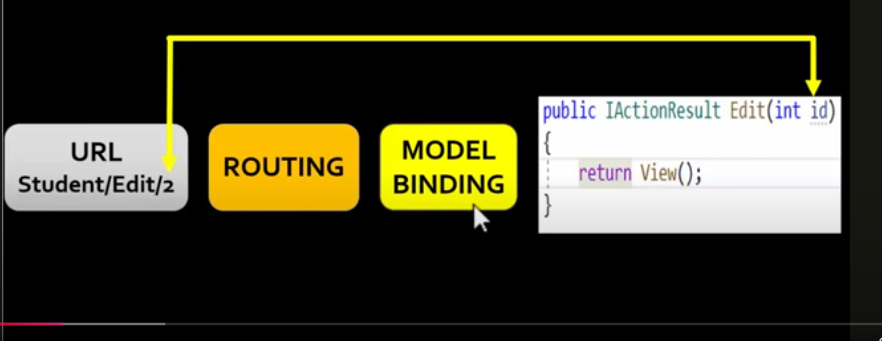 URL
Student/Edit/2
ROUTING
MODEL
BINDING
public IActionResult Edit(int id)
{
return View();
}